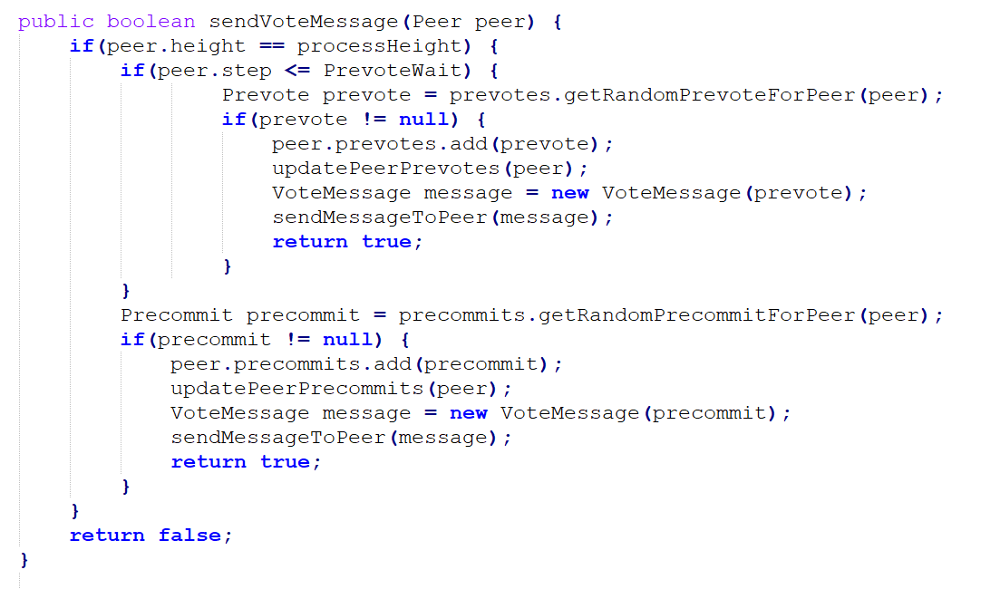 public boolean sendVoteMessage(Peer peer) {
    if(peer.height == processHeight) {
        if(peer.step <= PrevoteWait) {
                Prevote prevote = prevotes.getRandomPrevoteForPeer(peer);
                if(prevote != null) {
                    peer.prevotes.add(prevote);
                    updatePeerPrevotes(peer);
                    VoteMessage message = new VoteMessage(prevote);
                    sendMessageToPeer(message);
                    return true;
                }
        }
        Precommit precommit = precommits.getRandomPrecommitForPeer(peer);
        if(precommit != null) {
            peer.precommits.add(precommit);
            updatePeerPrecommits(peer);
            VoteMessage message = new VoteMessage(precommit);
            sendMessageToPeer(message);
            return true;
        }
    }
    return false;
}